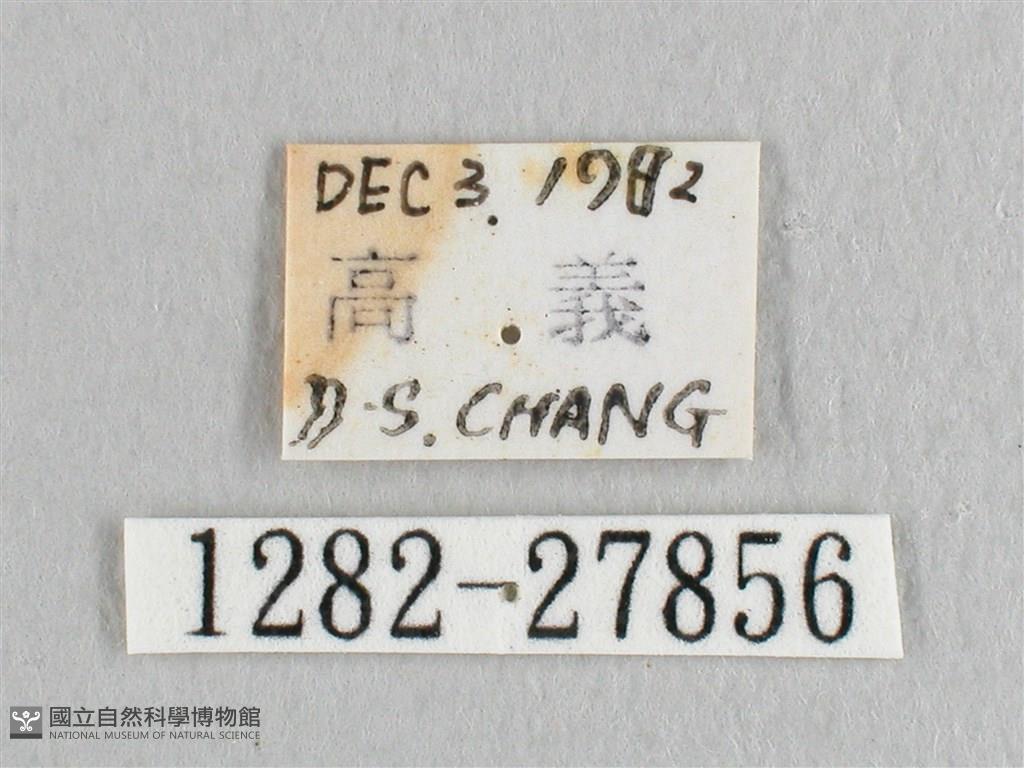 DEC 3. 1982
高 義
B.S. CHANG
1282-27856
國立自然科學博物館
NATIONAL MUSEUM OF NATURAL SCIENCE